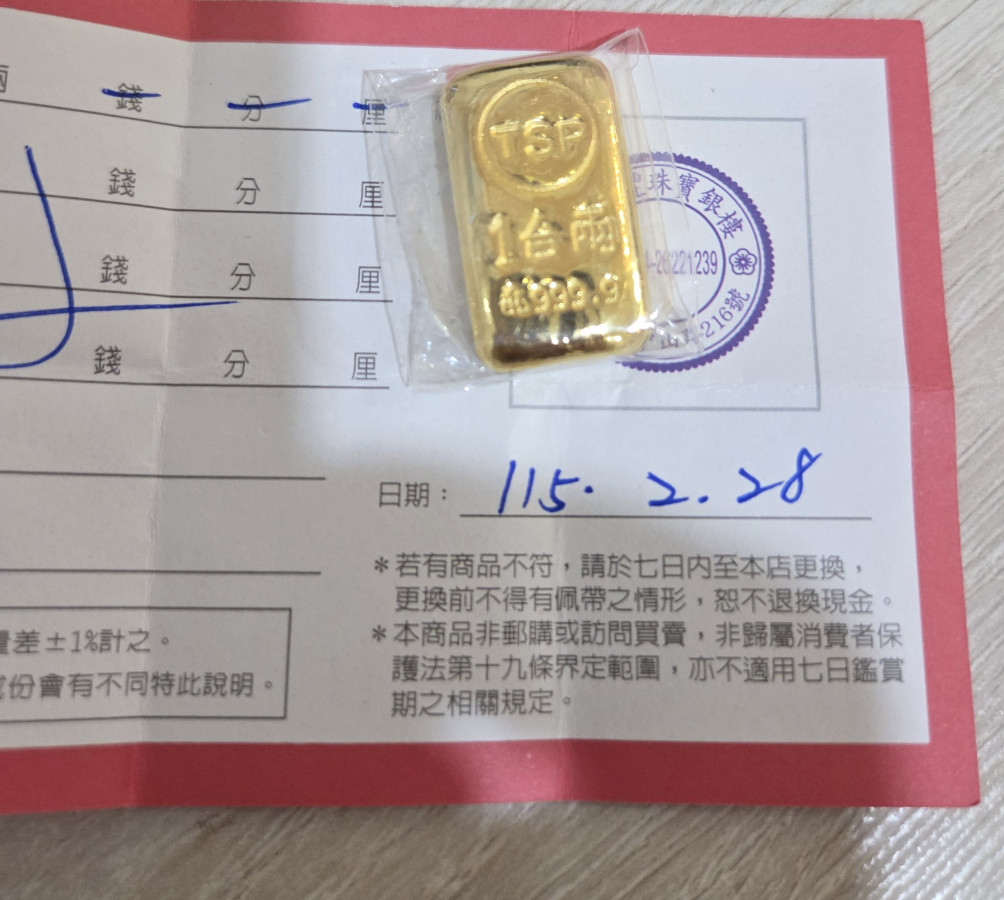 錢 分 厘
錢 分 厘
錢 分 厘
錢 分 厘
TSP
1台兩
999.9
珠寶銀樓
-216號
日期：115. 2. 28
*若有商品不符，請於七日內至本店更換，
更換前不得有佩帶之情形，恕不退換現金。
*本商品非郵購或訪問買賣，非歸屬消費者保
護法第十九條界定範圍，亦不適用七日鑑賞
期之相關規定。
量差±1%計之。
份會有不同特此說明。